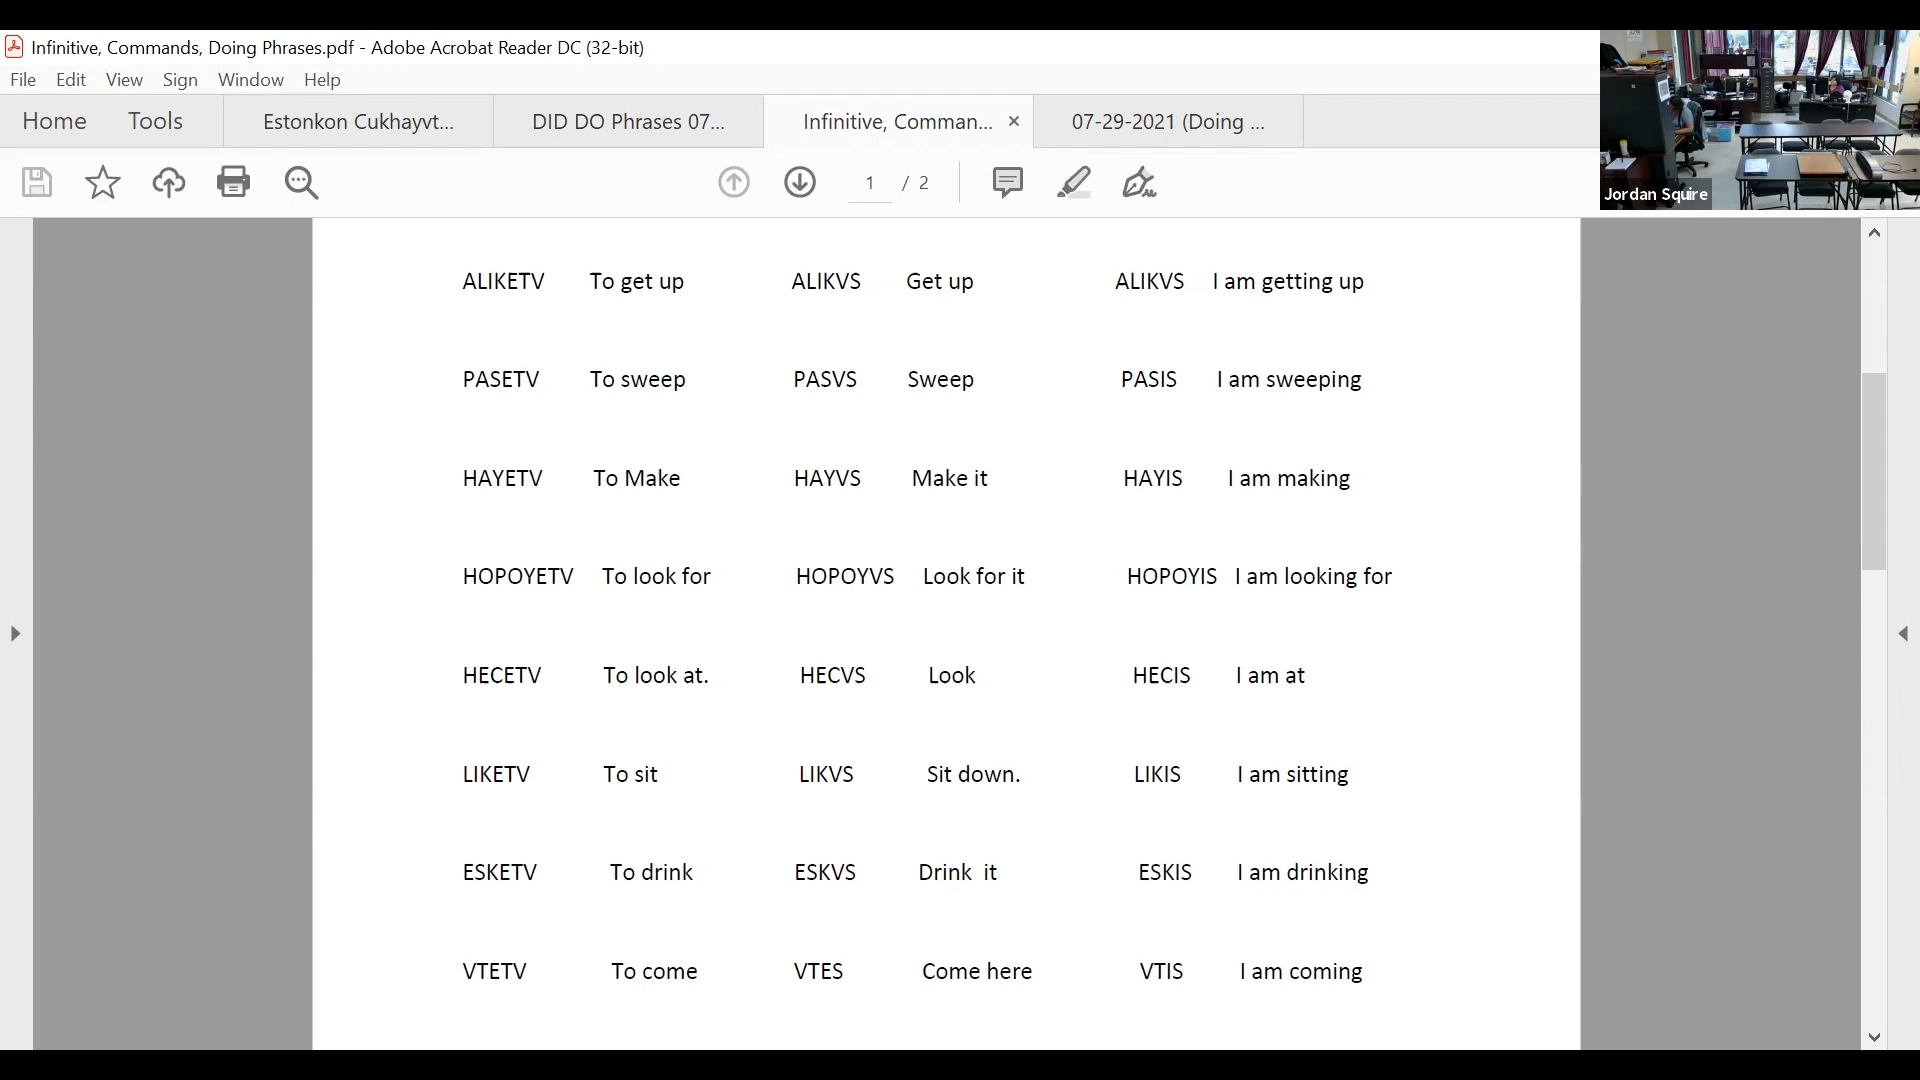 Infinitive, Commands, Doing Phrases.pdf - Adobe Acrobat Reader DC (32-bit)
File Edit View Sign Window Help
Home Tools Estonkon Cukhayvt... DID DO Phrases 07... Infinitive, Comman... × 07-29-2021 (Doing ...
1 / 2
Jordan Squire
ALIKETV To get up ALIKVS Get up ALIKVS I am getting up
PASETV To sweep PASVS Sweep PASIS I am sweeping
HAYETV To Make HAYVS Make it HAYIS I am making
HOPOYETV To look for HOPOYVS Look for it HOPOYIS I am looking for
HECETV To look at. HECVS Look HECIS I am at
LIKETV To sit LIKVS Sit down. LIKIS I am sitting
ESKETV To drink ESKVS Drink it ESKIS I am drinking
VTETV To come VTES Come here VTIS I am coming